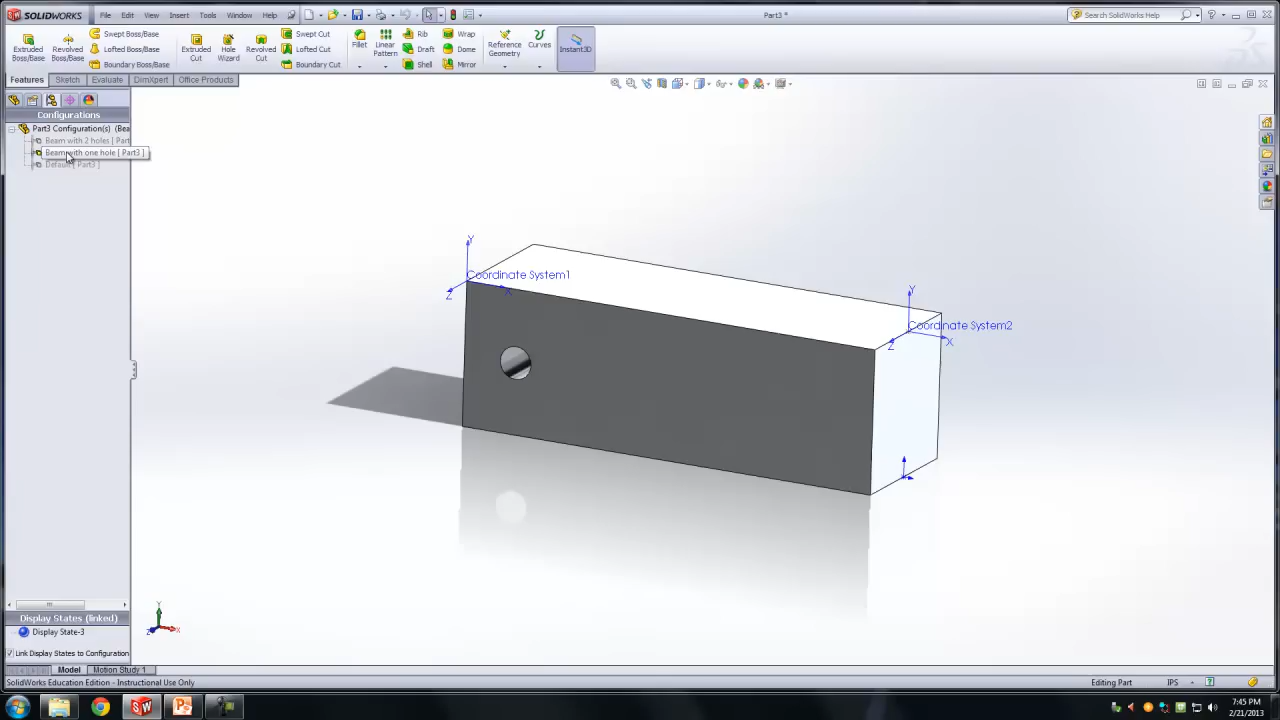 SOLIDWORKS File Edit View Insert Tools Window Help Part3 * Search SolidWorks Help
Extruded Boss/Base
Revolved Boss/Base
Swept Boss/Base
Lofted Boss/Base
Boundary Boss/Base
Extruded Cut
Hole Wizard
Revolved Cut
Swept Cut
Lofted Cut
Boundary Cut
Fillet
Linear Pattern
Rib
Draft
Shell
Wrap
Dome
Mirror
Reference Geometry
Curves
Instant3D
Features Sketch Evaluate DimXpert Office Products
Configurations
Part3 Configuration(s) (Bea
Beam with 2 holes [ Part
Beam with one hole [ Part3 ]
Default [ Part3 ]
Y
Coordinate System1
Z X
Y
Coordinate System2
Z X
Y
Z X
Display States (linked)
Display State-3
Link Display States to Configuration
Model Motion Study 1
SolidWorks Education Edition - Instructional Use Only Editing Part IPS
7:45 PM
2/21/2013